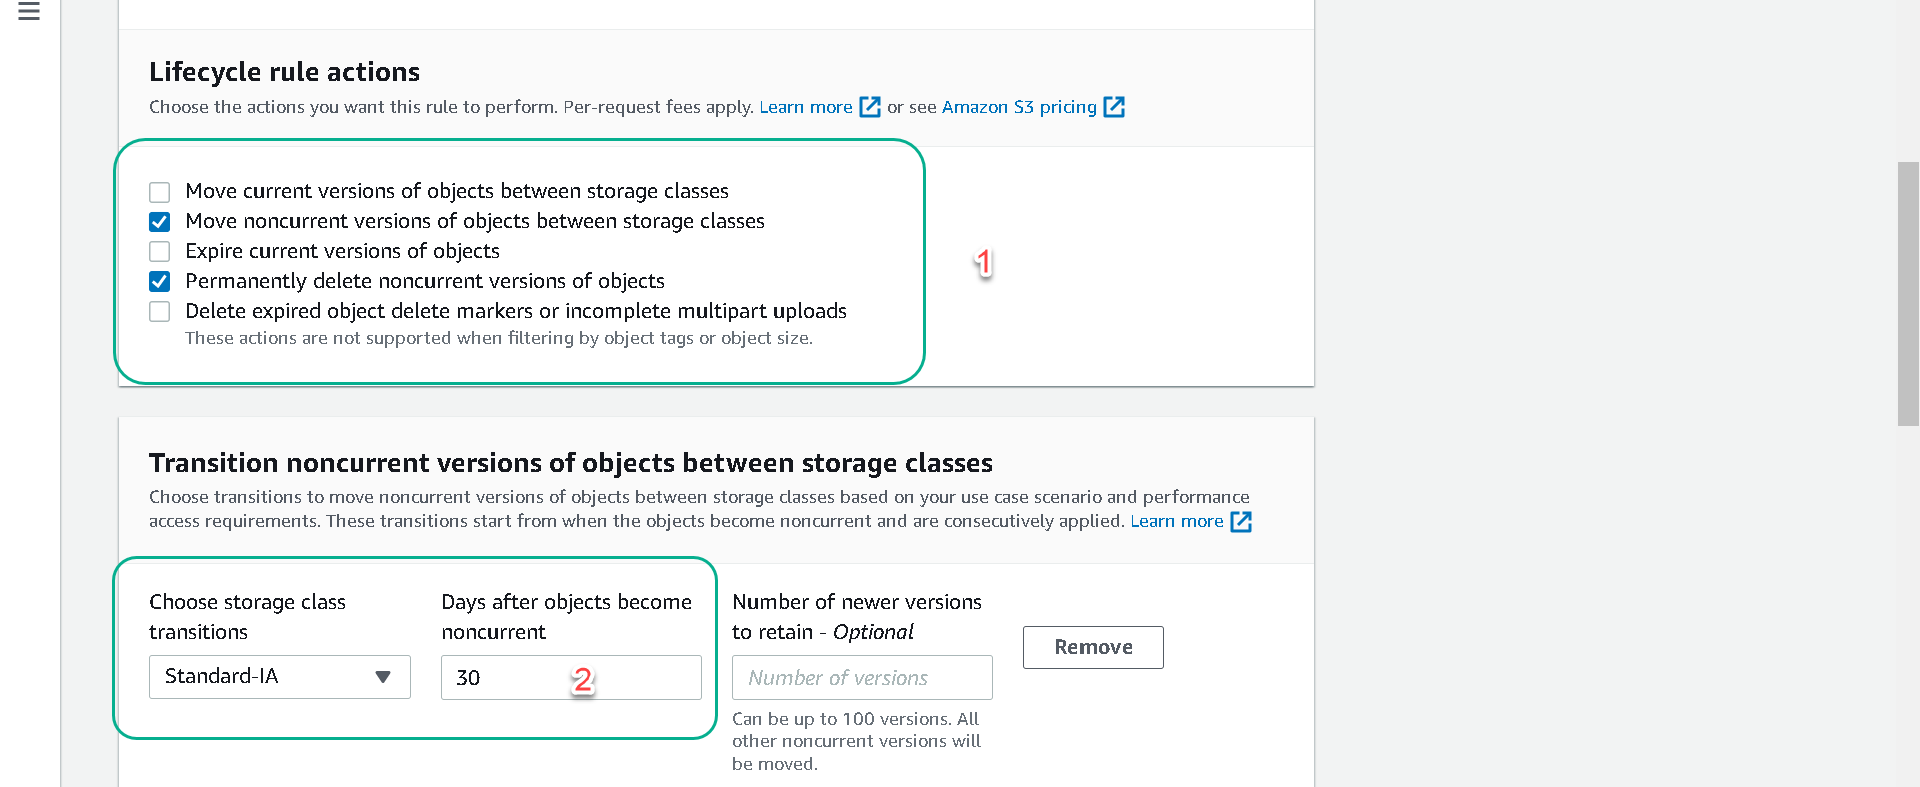 Lifecycle rule actions
Choose the actions you want this rule to perform. Per-request fees apply. Learn more or see Amazon S3 pricing
Move current versions of objects between storage classes
Move noncurrent versions of objects between storage classes
Expire current versions of objects
Permanently delete noncurrent versions of objects
Delete expired object delete markers or incomplete multipart uploads
These actions are not supported when filtering by object tags or object size.
1
Transition noncurrent versions of objects between storage classes
Choose transitions to move noncurrent versions of objects between storage classes based on your use case scenario and performance
access requirements. These transitions start from when the objects become noncurrent and are consecutively applied. Learn more
Choose storage class
transitions
Standard-IA
Days after objects become
noncurrent
30
2
Number of newer versions
to retain - Optional
Number of versions
Can be up to 100 versions. All
other noncurrent versions will
be moved.
Remove